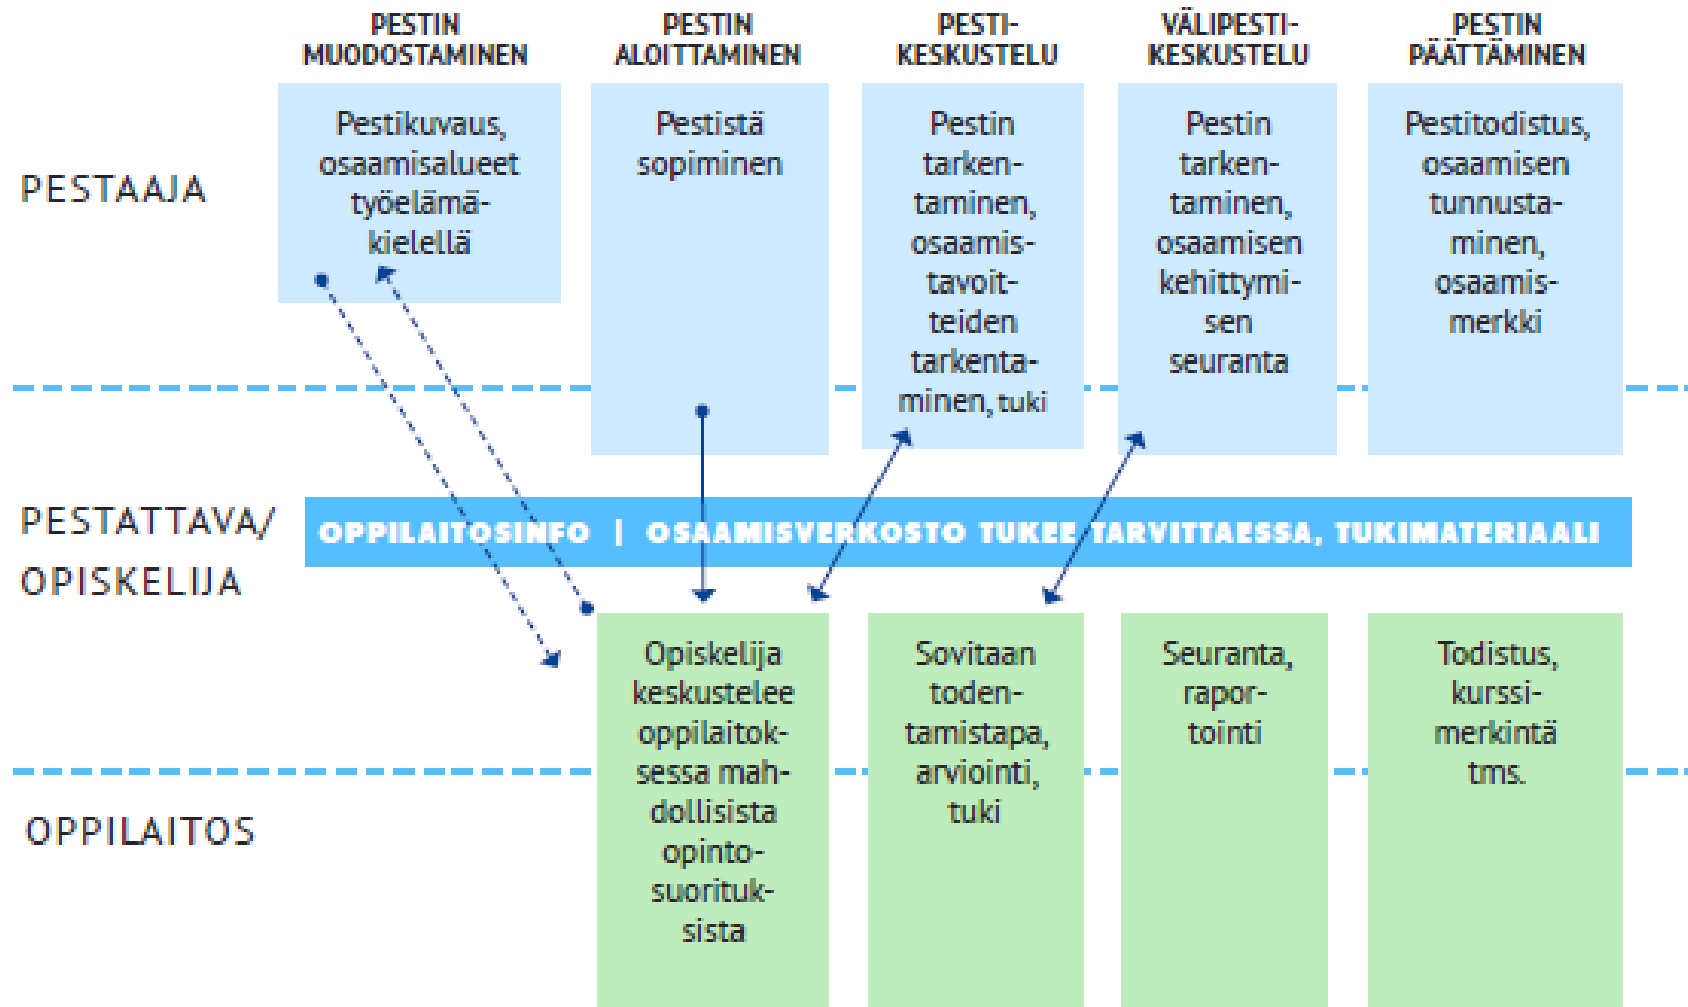 PESTIN
MUODOSTAMINEN
PESTIN
ALOITTAMINEN
PESTI-
KESKUSTELU
VÄLIPESTI-
KESKUSTELU
PESTIN
PÄÄTTÄMINEN
PESTAAJA
Pestikuvaus,
osaamisalueet
työelämä-
kielellä
Pestistä
sopiminen
Pestin
tarken-
taminen,
osaamis-
tavoit-
teiden
tarkenta-
minen, tuki
Pestin
tarken-
taminen,
osaamisen
kehittymi-
sen
seuranta
Pestitodistus,
osaamisen
tunnusta-
minen,
osaamis-
merkki
PESTATTAVA/
OPISKELIJA
OPPILAITOSINFO | OSAAMISVERKOSTO TUKEE TARVITTAESSA, TUKIMATERIAALI
Opiskelija
keskustelee
oppilaitok-
sessa mah-
dollisista
opinto-
suorituk-
sista
Sovitaan
toden-
tamistapa,
arviointi,
tuki
Seuranta,
rapor-
tointi
Todistus,
kurssi-
merkintä
tms.
OPPILAITOS